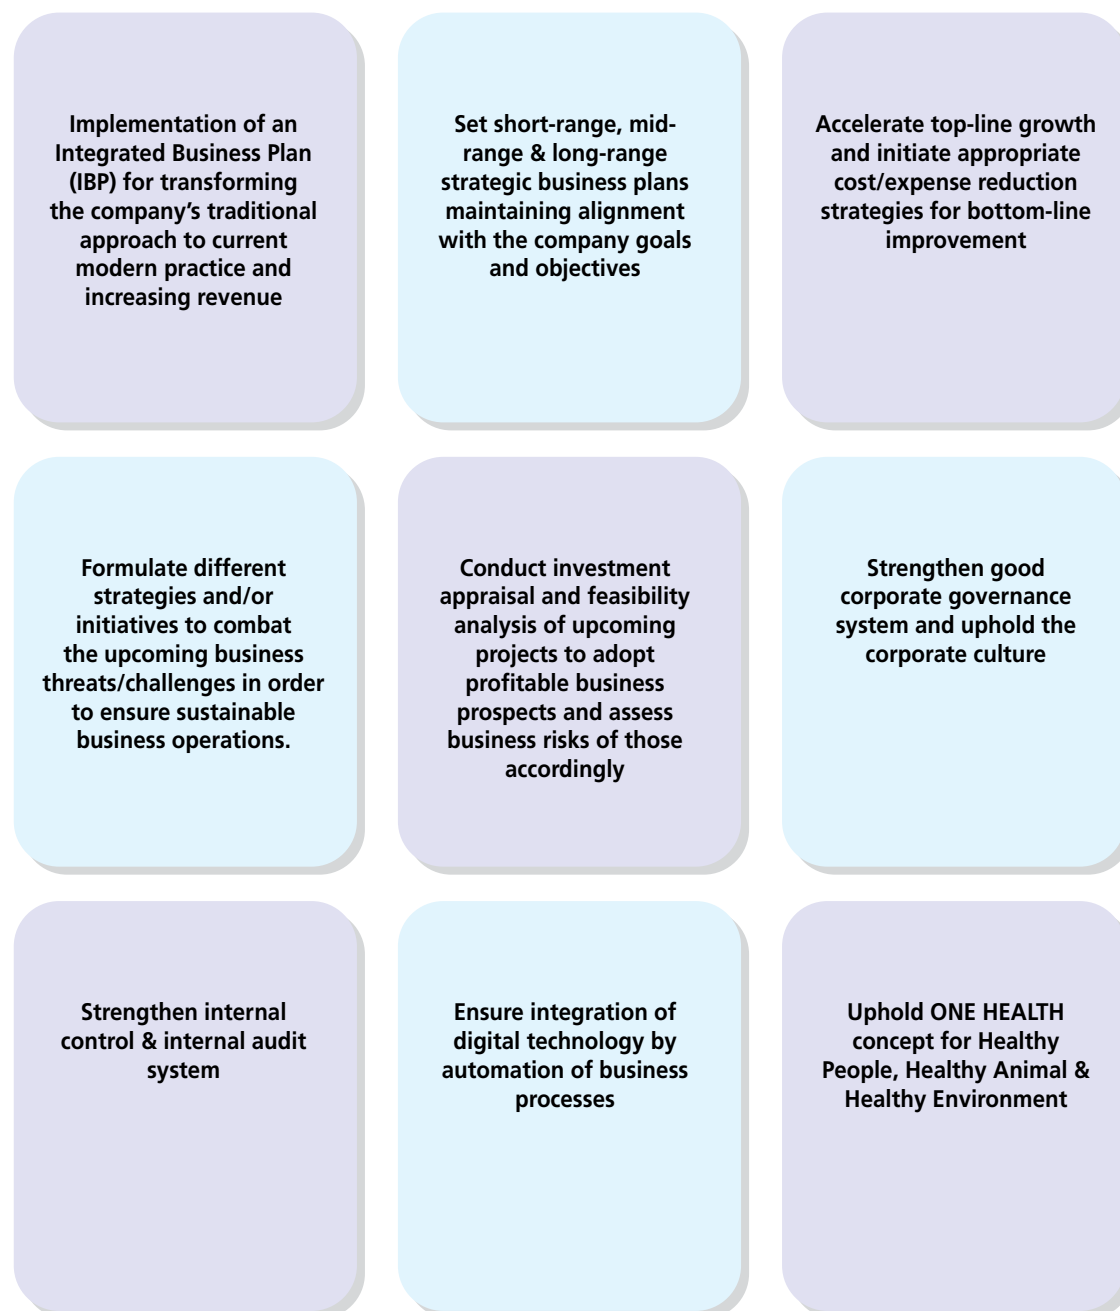 Implementation of an
Integrated Business Plan
(IBP) for transforming
the company’s traditional
approach to current
modern practice and
increasing revenue
Set short-range, mid-
range & long-range
strategic business plans
maintaining alignment
with the company goals
and objectives
Accelerate top-line growth
and initiate appropriate
cost/expense reduction
strategies for bottom-line
improvement
Formulate different
strategies and/or
initiatives to combat
the upcoming business
threats/challenges in order
to ensure sustainable
business operations.
Conduct investment
appraisal and feasibility
analysis of upcoming
projects to adopt
profitable business
prospects and assess
business risks of those
accordingly
Strengthen good
corporate governance
system and uphold the
corporate culture
Strengthen internal
control & internal audit
system
Ensure integration of
digital technology by
automation of business
processes
Uphold ONE HEALTH
concept for Healthy
People, Healthy Animal &
Healthy Environment